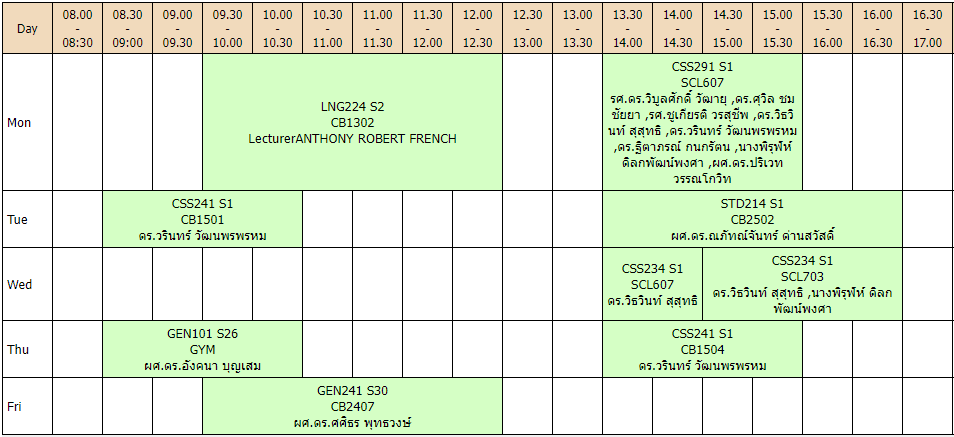 Day
08.00
-
08:30
08.30
-
09:00
09.00
-
09.30
09.30
-
10.00
10.00
-
10.30
10.30
-
11.00
11.00
-
11.30
11.30
-
12.00
12.00
-
12.30
12.30
-
13.00
13.00
-
13.30
13.30
-
14.00
14.00
-
14.30
14.30
-
15.00
15.00
-
15.30
15.30
-
16.00
16.00
-
16.30
16.30
-
17.00
Mon
LNG224 S2
CB1302
LecturerANTHONY ROBERT FRENCH
CSS291 S1
SCL607
รศ.ดร.วิบูลศักดิ์ วัฒายุ ,ดร.ศุวิล ชม
ชัยยา ,รศ.ชูเกียรติ วรสุชีพ ,ดร.วิธวิ
นท์ สุสุทธิ ,ดร.วรินทร์ วัฒนพรพรหม
,ดร.ฐิตาภรณ์ กนกรัตน ,นางพิรุฬห์
ดิลกพัฒน์พงศา ,ผศ.ดร.ปริเวท
วรรณโกวิท
Tue
CSS241 S1
CB1501
ดร.วรินทร์ วัฒนพรพรหม
STD214 S1
CB2502
ผศ.ดร.ณภัทณ์จันทร์ ด่านสวัสดิ์
Wed
CSS234 S1
SCL607
ดร.วิธวินท์ สุสุทธิ
CSS234 S1
SCL703
ดร.วิธวินท์ สุสุทธิ ,นางพิรุฬห์ ดิลก
พัฒน์พงศา
Thu
GEN101 S26
GYM
ผศ.ดร.อังคนา บุญเสม
CSS241 S1
CB1504
ดร.วรินทร์ วัฒนพรพรหม
Fri
GEN241 S30
CB2407
ผศ.ดร.ศศิธร พุทธวงษ์